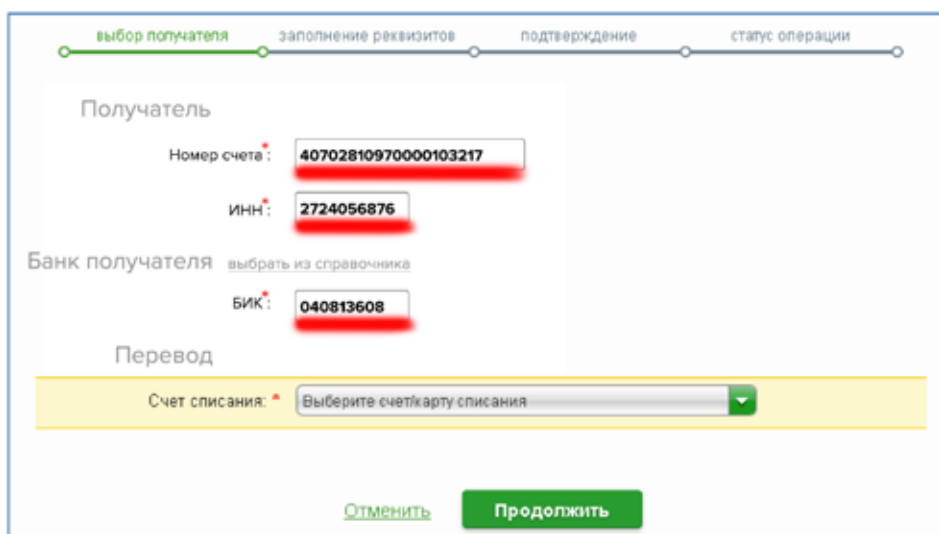 выбор получателя заполнение реквизитов подтверждение статус операции
Получатель
Номер счета*: 40702810970000103217
ИНН*: 2724056876
Банк получателя выбрать из справочника
БИК*: 040813608
Перевод
Счет списания: * Выберите счет/карту списания
Отменить Продолжить